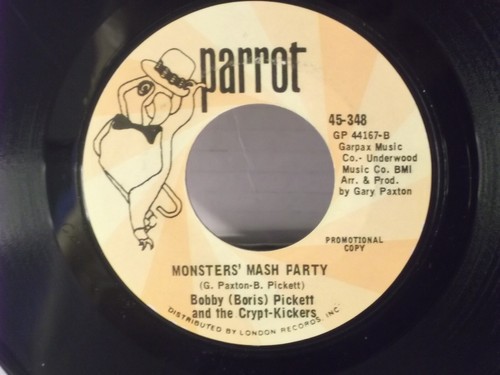 parrot
45-348
GP 44167-B
Garpax Music
Co.- Underwood
Music Co. BMI
Arr. & Prod.
by Gary Paxton
PROMOTIONAL
COPY
MONSTERS' MASH PARTY
(G. Paxton-B. Pickett)
Bobby (Boris) Pickett
and the Crypt-Kickers
DISTRIBUTED BY LONDON RECORDS, INC